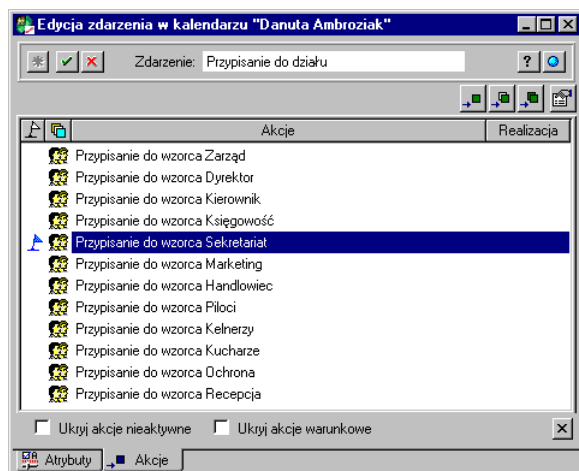 Edycja zdarzenia w kalendarzu "Danuta Ambroziak"
Zdarzenie: Przypisanie do działu ?
Akcje Realizacja
Przypisanie do wzorca Zarząd
Przypisanie do wzorca Dyrektor
Przypisanie do wzorca Kierownik
Przypisanie do wzorca Księgowość
Przypisanie do wzorca Sekretariat
Przypisanie do wzorca Marketing
Przypisanie do wzorca Handlowiec
Przypisanie do wzorca Piloci
Przypisanie do wzorca Kelnerzy
Przypisanie do wzorca Kucharze
Przypisanie do wzorca Ochrona
Przypisanie do wzorca Recepcja
Ukryj akcje nieaktywne Ukryj akcje warunkowe
Atrybuty Akcje